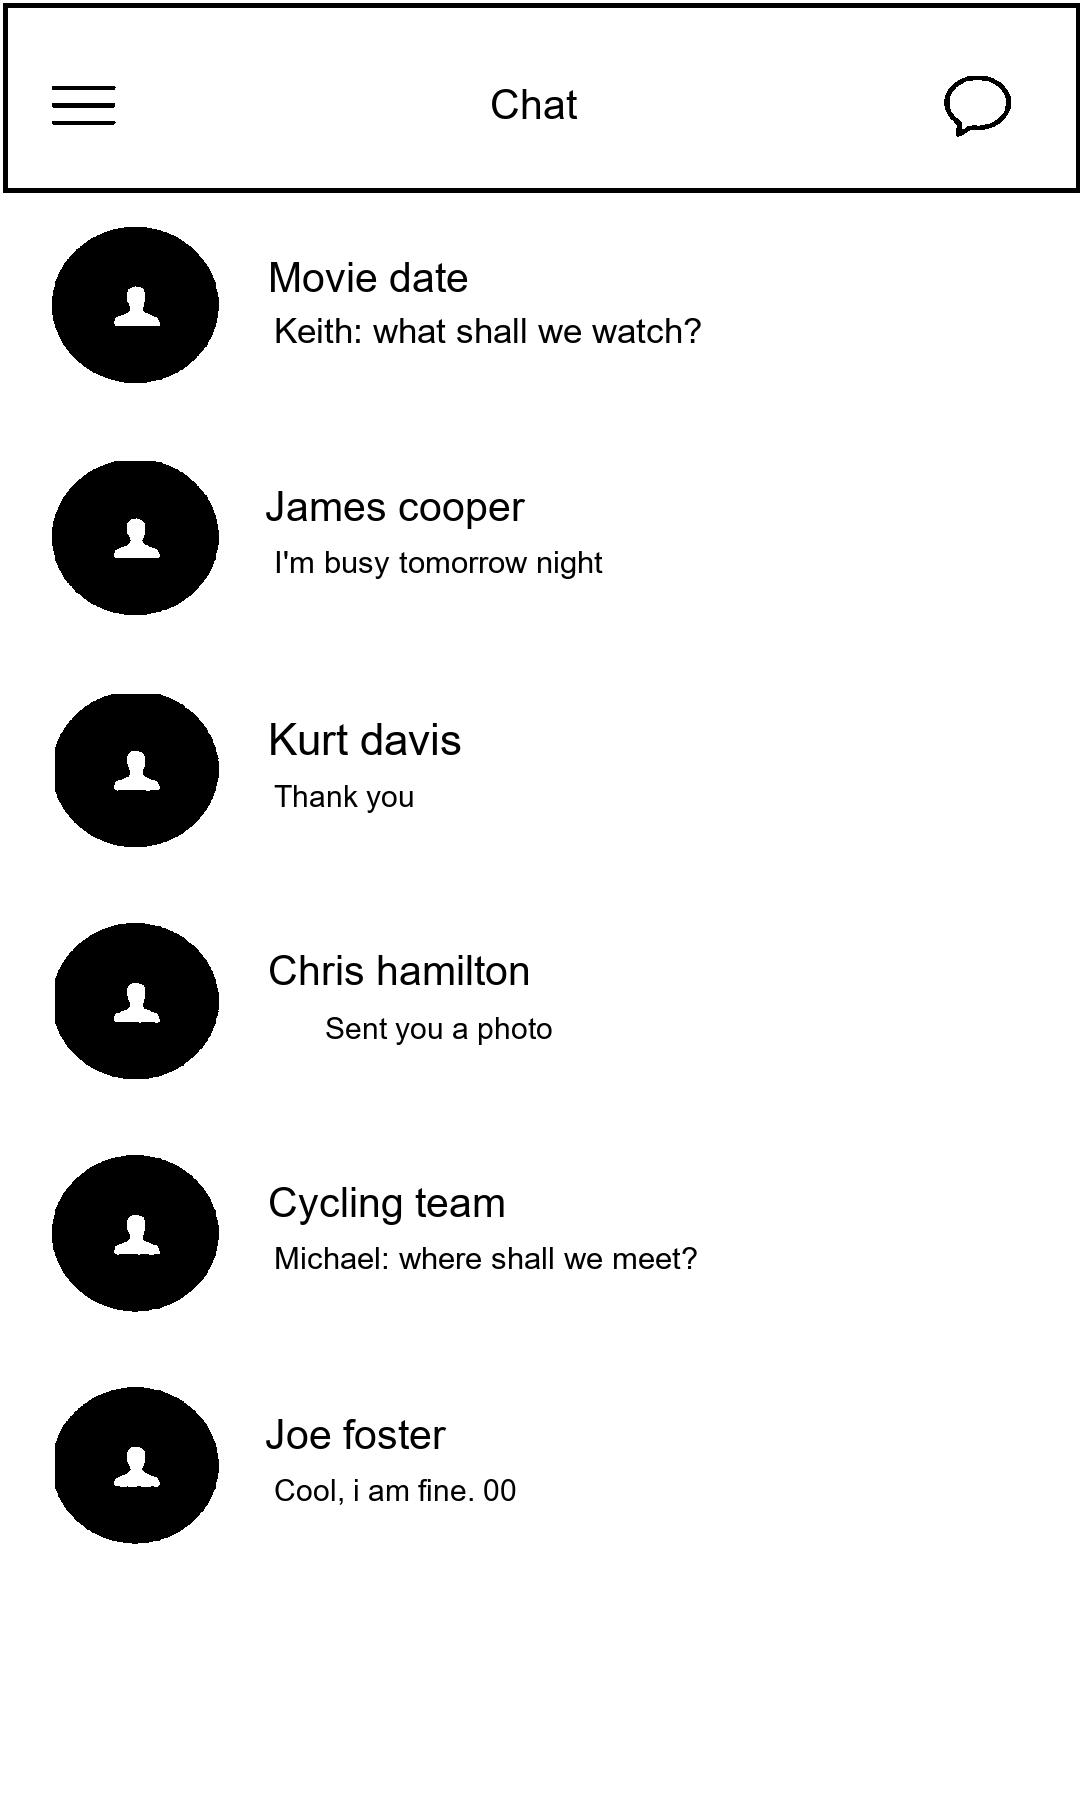 Chat
Movie date
Keith: what shall we watch?
James cooper
I'm busy tomorrow night
Kurt davis
Thank you
Chris hamilton
Sent you a photo
Cycling team
Michael: where shall we meet?
Joe foster
Cool, i am fine. 00